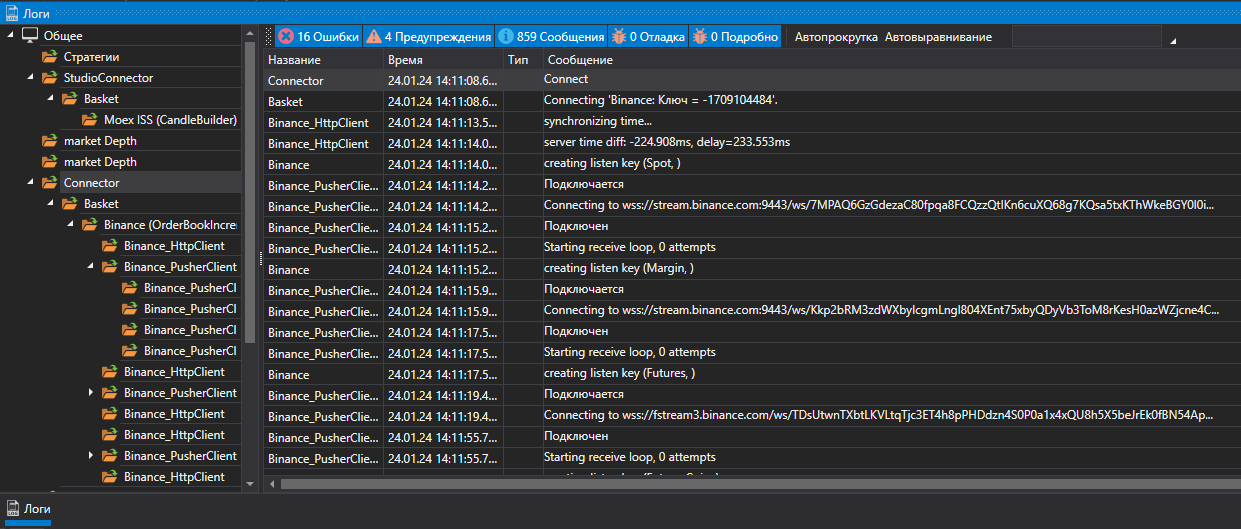 Логи
Общее
Стратегии
StudioConnector
Basket
Moex ISS (CandleBuilder)
market Depth
market Depth
Connector
Basket
Binance (OrderBookIncre
Binance_HttpClient
Binance_PusherClient
Binance_PusherCl
Binance_PusherCl
Binance_PusherCl
Binance_PusherCl
Binance_HttpClient
Binance_PusherClient
Binance_HttpClient
Binance_HttpClient
Binance_PusherClient
Binance_HttpClient
16 Ошибки 4 Предупреждения 859 Сообщения 0 Отладка 0 Подробно Автопрокрутка Автовыравнивание
Название Время Тип Сообщение
Connector 24.01.24 14:11:08.6... Connect
Basket 24.01.24 14:11:08.6... Connecting 'Binance: Ключ = -1709104484'.
Binance_HttpClient 24.01.24 14:11:13.5... synchronizing time...
Binance_HttpClient 24.01.24 14:11:14.0... server time diff: -224.908ms, delay=233.553ms
Binance 24.01.24 14:11:14.0... creating listen key (Spot, )
Binance_PusherClie... 24.01.24 14:11:14.2... Подключается
Binance_PusherClie... 24.01.24 14:11:14.2... Connecting to wss://stream.binance.com:9443/ws/7MPAQ6GzGdezaC80fpqa8FCQzzQtIKn6cuXQ68g7KQsa5txKThWkeBGY0I0i...
Binance_PusherClie... 24.01.24 14:11:15.2... Подключен
Binance_PusherClie... 24.01.24 14:11:15.2... Starting receive loop, 0 attempts
Binance 24.01.24 14:11:15.2... creating listen key (Margin, )
Binance_PusherClie... 24.01.24 14:11:15.9... Подключается
Binance_PusherClie... 24.01.24 14:11:15.9... Connecting to wss://stream.binance.com:9443/ws/Kkp2bRM3zdWXbyIcgmLngI804XEnt75xbyQDyVb3ToM8rKesH0azWZjcne4C...
Binance_PusherClie... 24.01.24 14:11:17.5... Подключен
Binance_PusherClie... 24.01.24 14:11:17.5... Starting receive loop, 0 attempts
Binance 24.01.24 14:11:17.5... creating listen key (Futures, )
Binance_PusherClie... 24.01.24 14:11:19.4... Подключается
Binance_PusherClie... 24.01.24 14:11:19.4... Connecting to wss://fstream3.binance.com/ws/TDsUtwnTXbtLKVLtqTjc3ET4h8pPHDdzn4S0P0a1x4xQU8h5X5beJrEk0fBN54Ap...
Binance_PusherClie... 24.01.24 14:11:55.7... Подключен
Binance_PusherClie... 24.01.24 14:11:55.7... Starting receive loop, 0 attempts
Логи